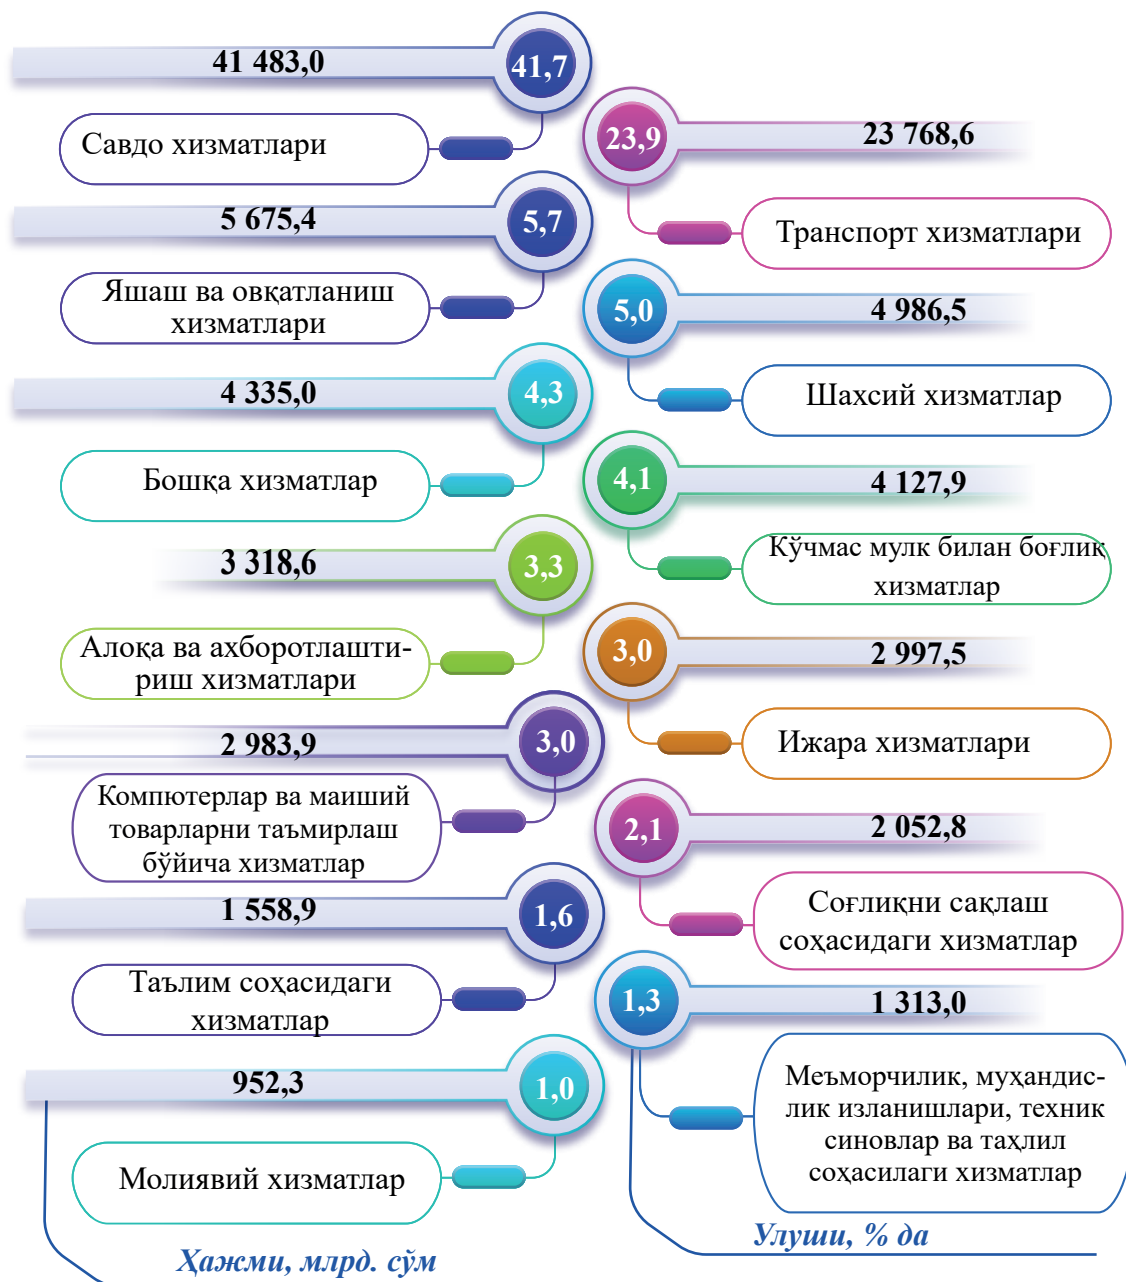 41 483,0
41,7
Савдо хизматлари
23,9
23 768,6
Транспорт хизматлари
5 675,4
5,7
Яшаш ва овқатланиш
хизматлари
5,0
4 986,5
Шахсий хизматлар
4 335,0
4,3
Бошқа хизматлар
4,1
4 127,9
Кўчмас мулк билан боғлиқ
хизматлар
3 318,6
3,3
Алоқа ва ахборотлашти-
риш хизматлари
3,0
2 997,5
Ижара хизматлари
2 983,9
3,0
Компютерлар ва маиший
товарларни таъмирлаш
бўйича хизматлар
2,1
2 052,8
Соғлиқни сақлаш
соҳасидаги хизматлар
1 558,9
1,6
Таълим соҳасидаги
хизматлар
1,3
1 313,0
Меъморчилик, муҳандис-
лик изланишлари, техник
синовлар ва таҳлил
соҳасилаги хизматлар
952,3
1,0
Молиявий хизматлар
Улуши, % да
Ҳажми, млрд. сўм